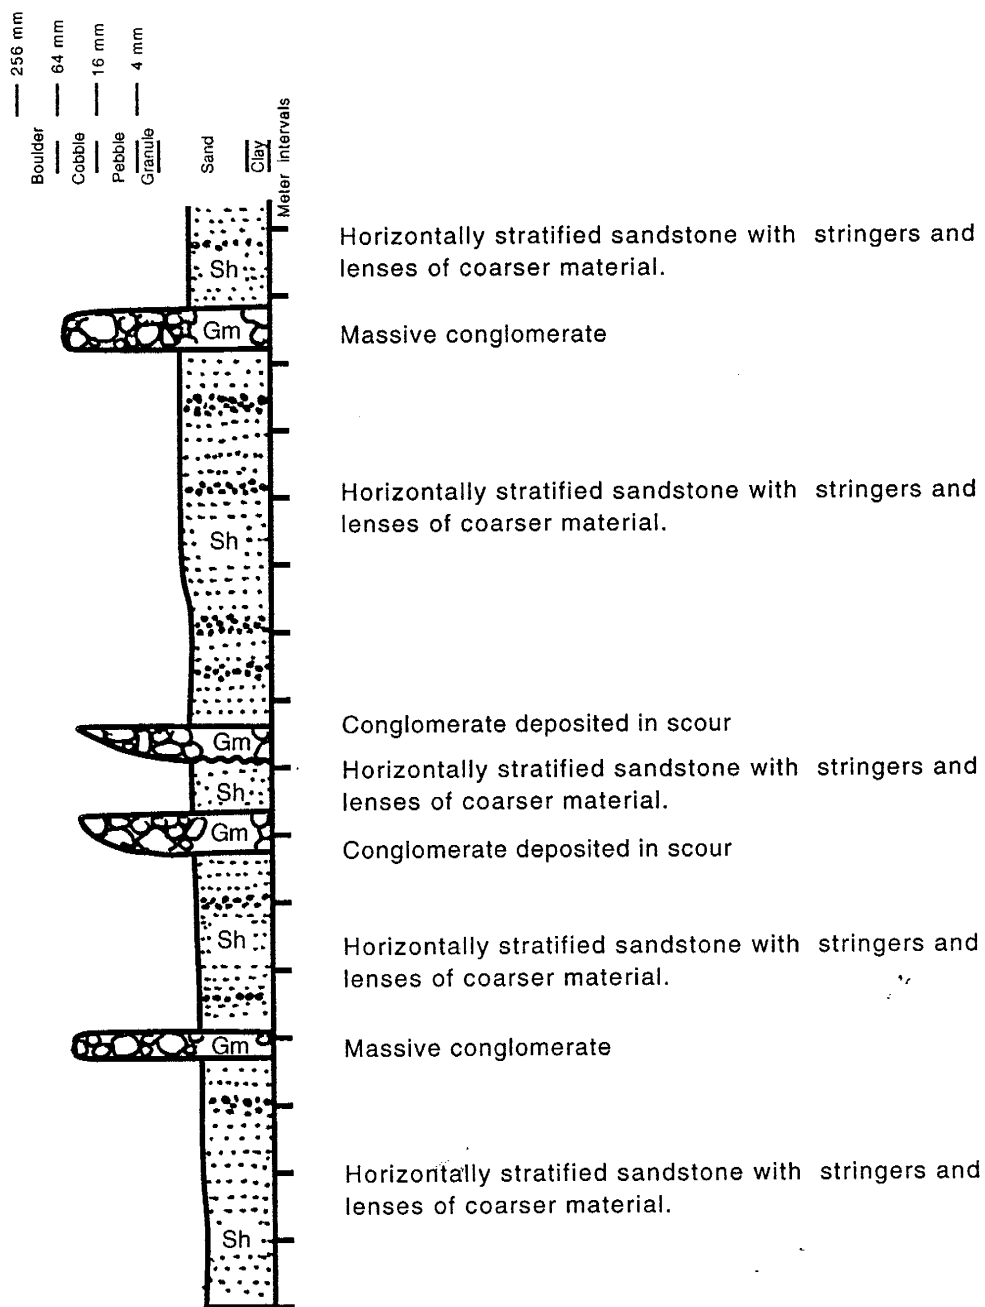 256 mm
64 mm
16 mm
4 mm
Boulder
Cobble
Pebble
Granule
Sand
Clay
Meter intervals
Horizontally stratified sandstone with stringers and
lenses of coarser material.
Sh
Gm
Massive conglomerate
Horizontally stratified sandstone with stringers and
lenses of coarser material.
Sh
Conglomerate deposited in scour
Gm
Horizontally stratified sandstone with stringers and
lenses of coarser material.
Sh
Gm
Conglomerate deposited in scour
Sh
Horizontally stratified sandstone with stringers and
lenses of coarser material.
Gm
Massive conglomerate
Horizontally stratified sandstone with stringers and
lenses of coarser material.
Sh